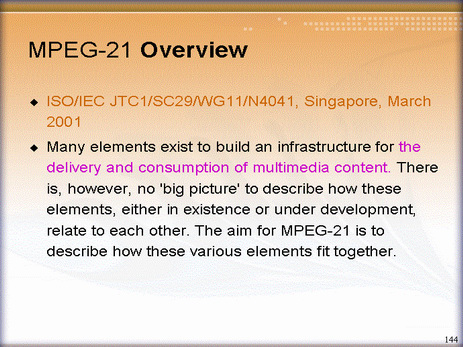 MPEG-21 Overview
ISO/IEC JTC1/SC29/WG11/N4041, Singapore, March
2001
Many elements exist to build an infrastructure for the
delivery and consumption of multimedia content. There
is, however, no 'big picture' to describe how these
elements, either in existence or under development,
relate to each other. The aim for MPEG-21 is to
describe how these various elements fit together.
144